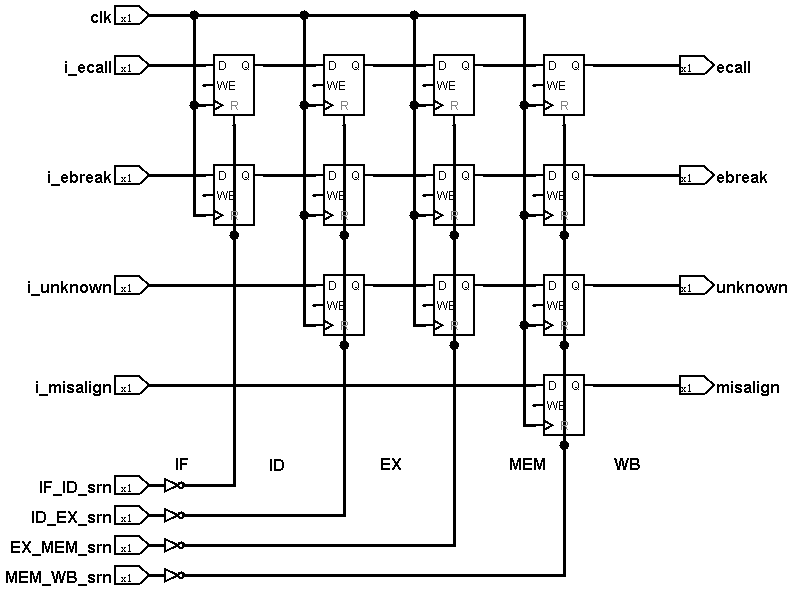 clk x1
i_ecall x1 D Q D Q D Q D Q x1 ecall
WE WE WE WE
R R R R
i_ebreak x1 D Q D Q D Q D Q x1 ebreak
WE WE WE WE
R R R R
i_unknown x1 D Q D Q D Q x1 unknown
WE WE WE
R R R
i_misalign x1 D Q x1 misalign
WE
R
IF ID EX MEM WB
IF_ID_srn x1
ID_EX_srn x1
EX_MEM_srn x1
MEM_WB_srn x1